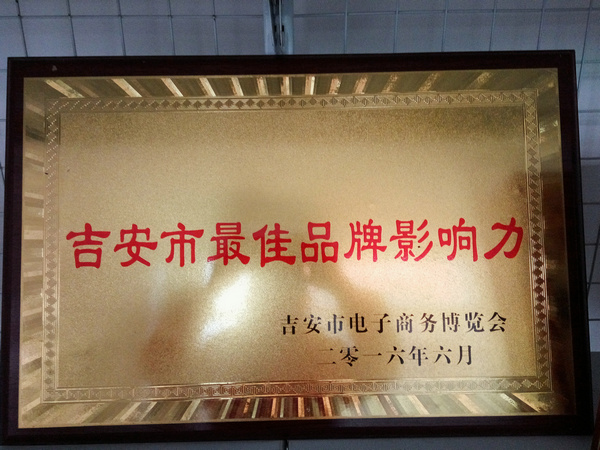 吉安市最佳品牌影响力
吉安市电子商务博览会
二零一六年六月